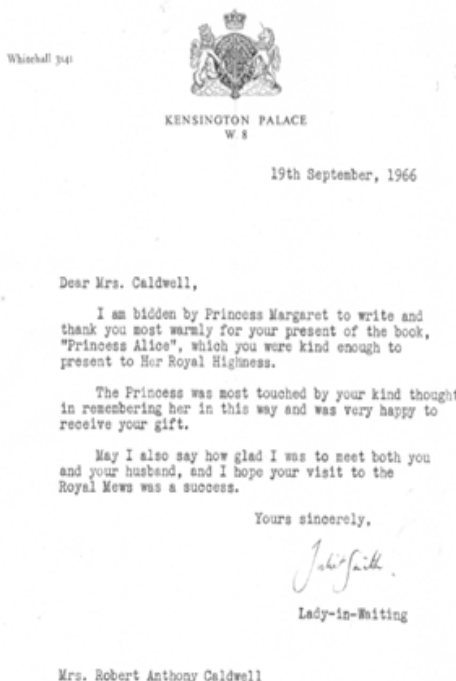 Whitehall 3141
KENSINGTON PALACE
W 8
19th September, 1966
Dear Mrs. Caldwell,
I am bidden by Princess Margaret to write and
thank you most warmly for your present of the book,
"Princess Alice", which you were kind enough to
present to Her Royal Highness.
The Princess was most touched by your kind thought
in remembering her in this way and was very happy to
receive your gift.
May I also say how glad I was to meet both you
and your husband, and I hope your visit to the
Royal Mews was a success.
Yours sincerely,
Smith.
Lady-in-Waiting
Mrs. Robert Anthony Caldwell